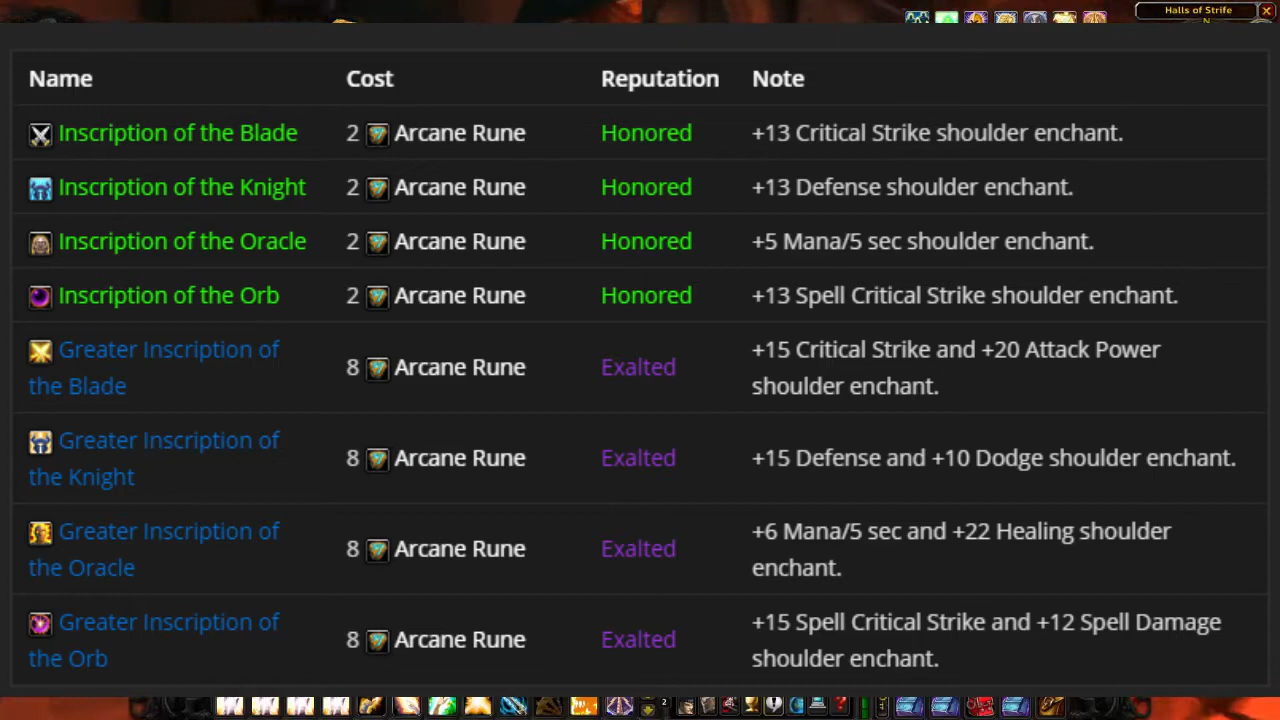 Halls of Strife
N
Name Cost Reputation Note
Inscription of the Blade 2 Arcane Rune Honored +13 Critical Strike shoulder enchant.
Inscription of the Knight 2 Arcane Rune Honored +13 Defense shoulder enchant.
Inscription of the Oracle 2 Arcane Rune Honored +5 Mana/5 sec shoulder enchant.
Inscription of the Orb 2 Arcane Rune Honored +13 Spell Critical Strike shoulder enchant.
Greater Inscription of
the Blade
8 Arcane Rune Exalted
+15 Critical Strike and +20 Attack Power
shoulder enchant.
Greater Inscription of
the Knight
8 Arcane Rune Exalted +15 Defense and +10 Dodge shoulder enchant.
Greater Inscription of
the Oracle
8 Arcane Rune Exalted
+6 Mana/5 sec and +22 Healing shoulder
enchant.
Greater Inscription of
the Orb
8 Arcane Rune Exalted
+15 Spell Critical Strike and +12 Spell Damage
shoulder enchant.
2